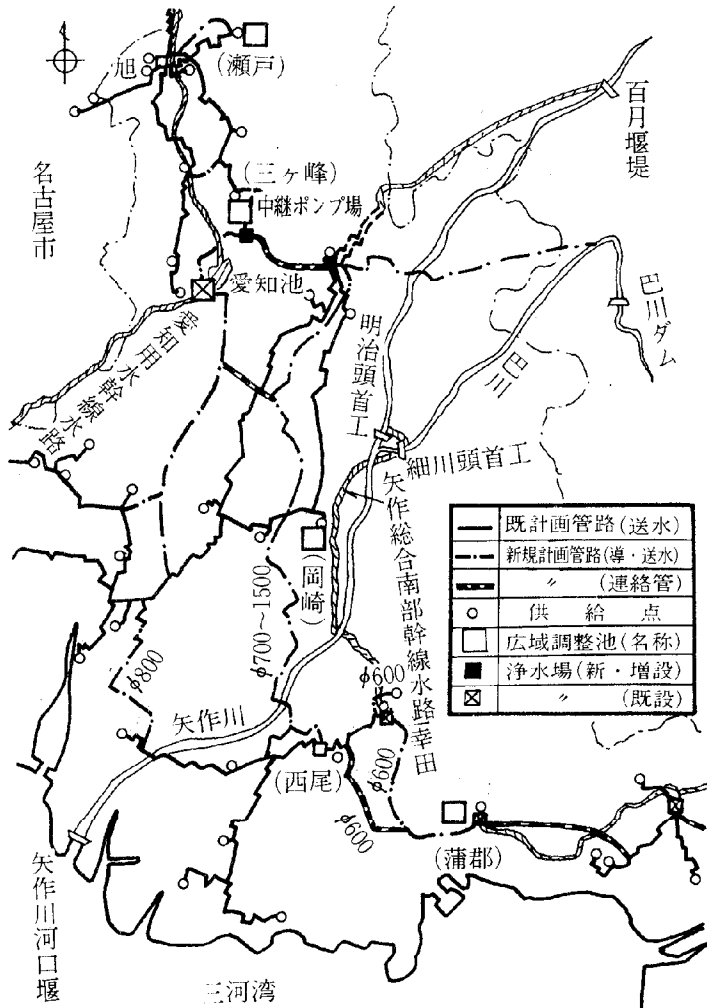 旭
(瀬戸)
百月堰堤
名古屋市
(三ヶ峰)
中継ポンプ場
愛知池
愛知用水幹線水路
明治頭首工
巴川
巴川ダム
細川頭首工
矢作総合南部幹線水路
(岡崎)
φ700〜1500
φ800
φ600
幸田
矢作川
(西尾)
φ600
φ600
(蒲郡)
矢作川河口堰
三河湾
既計画管路(送水)
新規計画管路(導・送水)
〃 (連絡管)
供給点
広域調整池(名称)
浄水場(新・増設)
〃 (既設)